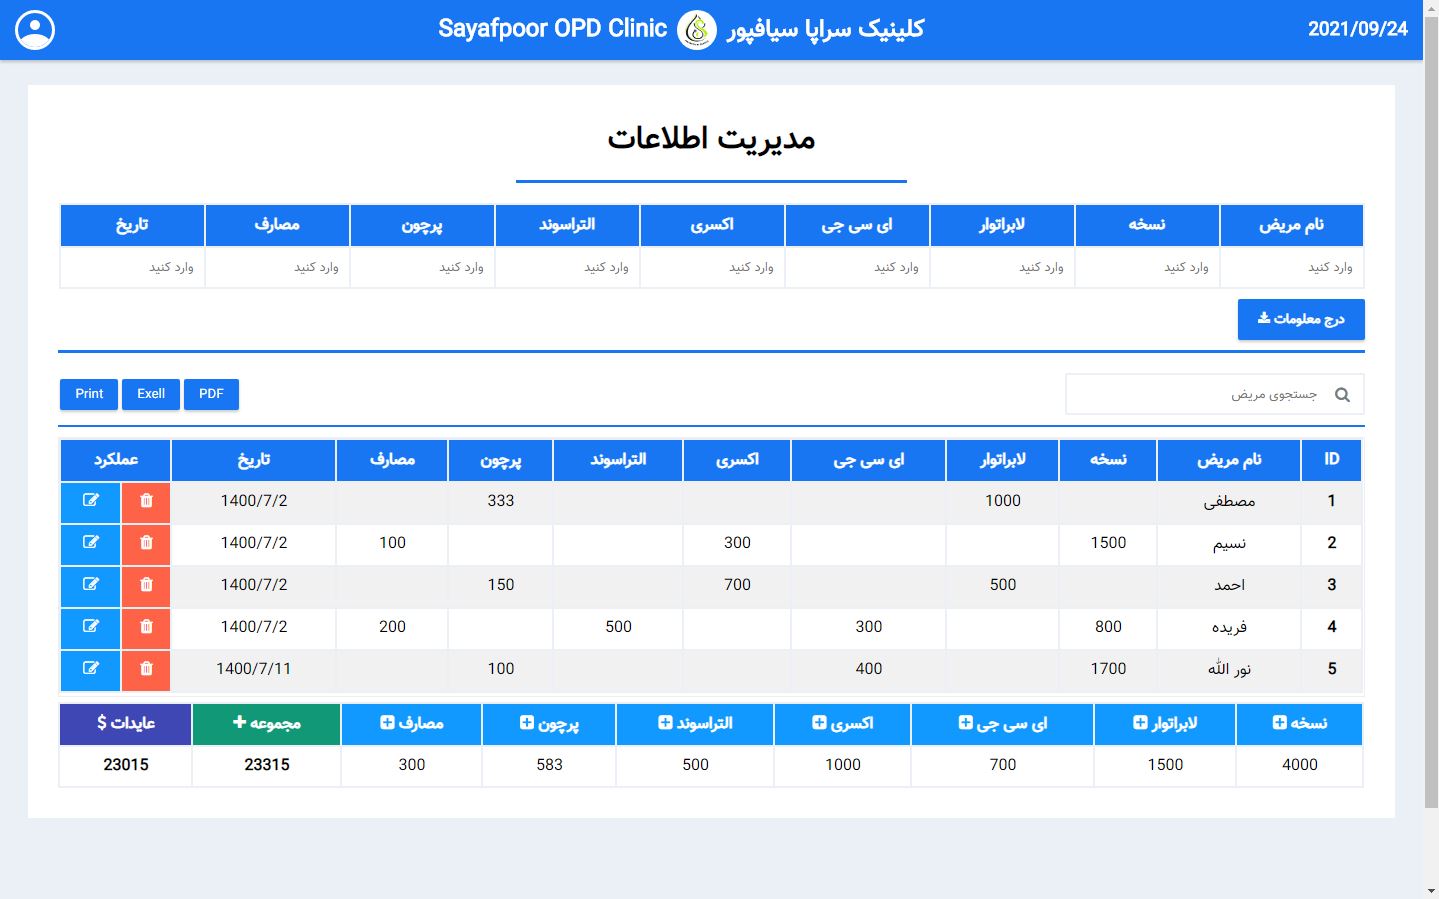 2021/09/24
کلینیک سراپا سیافپور Sayafpoor OPD Clinic
مدیریت اطلاعات
نام مریض نسخه لابراتوار ای سی جی اکسری التراسوند پرچون مصارف تاریخ
وارد کنید وارد کنید وارد کنید وارد کنید وارد کنید وارد کنید وارد کنید وارد کنید وارد کنید
درج معلومات
جستجوی مریض
Print Exell PDF
ID نام مریض نسخه لابراتوار ای سی جی اکسری التراسوند پرچون مصارف تاریخ عملکرد
1 مصطفی 1000 333 1400/7/2
2 نسیم 1500 300 100 1400/7/2
3 احمد 500 700 150 1400/7/2
4 فریده 800 300 500 200 1400/7/2
5 نور الله 1700 400 100 1400/7/11
نسخه لابراتوار ای سی جی اکسری التراسوند پرچون مصارف مجموعه + عایدات $
4000 1500 700 1000 500 583 300 23315 23015